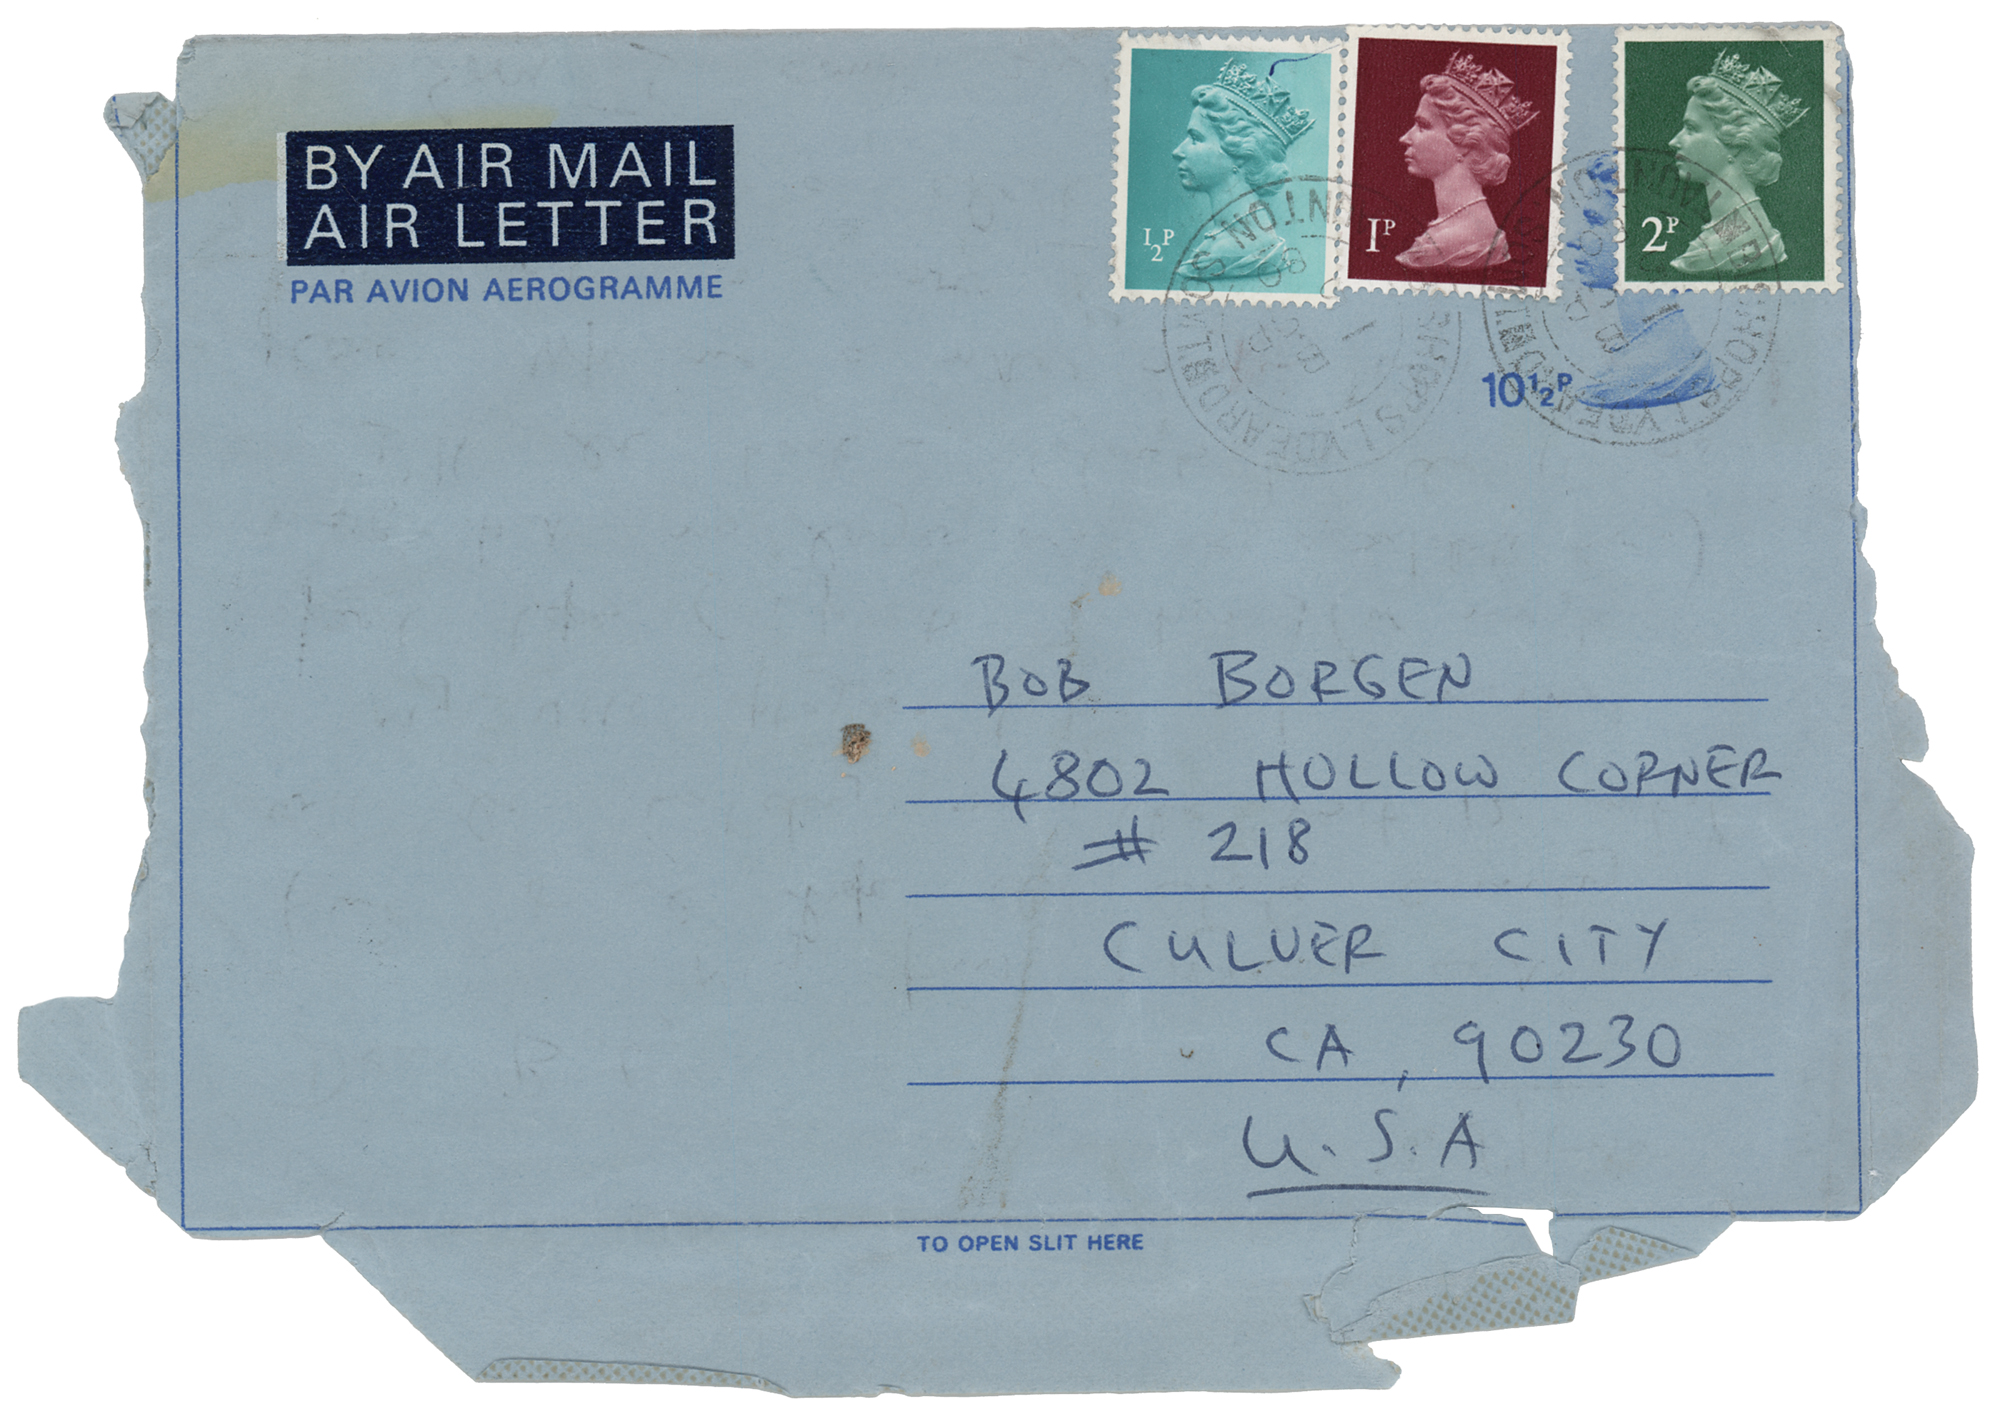 BY AIR MAIL
AIR LETTER
PAR AVION AEROGRAMME
½P
1P
2P
10½P
BOB BORGEN
4802 HOLLOW CORNER
# 218
CULVER CITY
CA, 90230
U.S.A
TO OPEN SLIT HERE